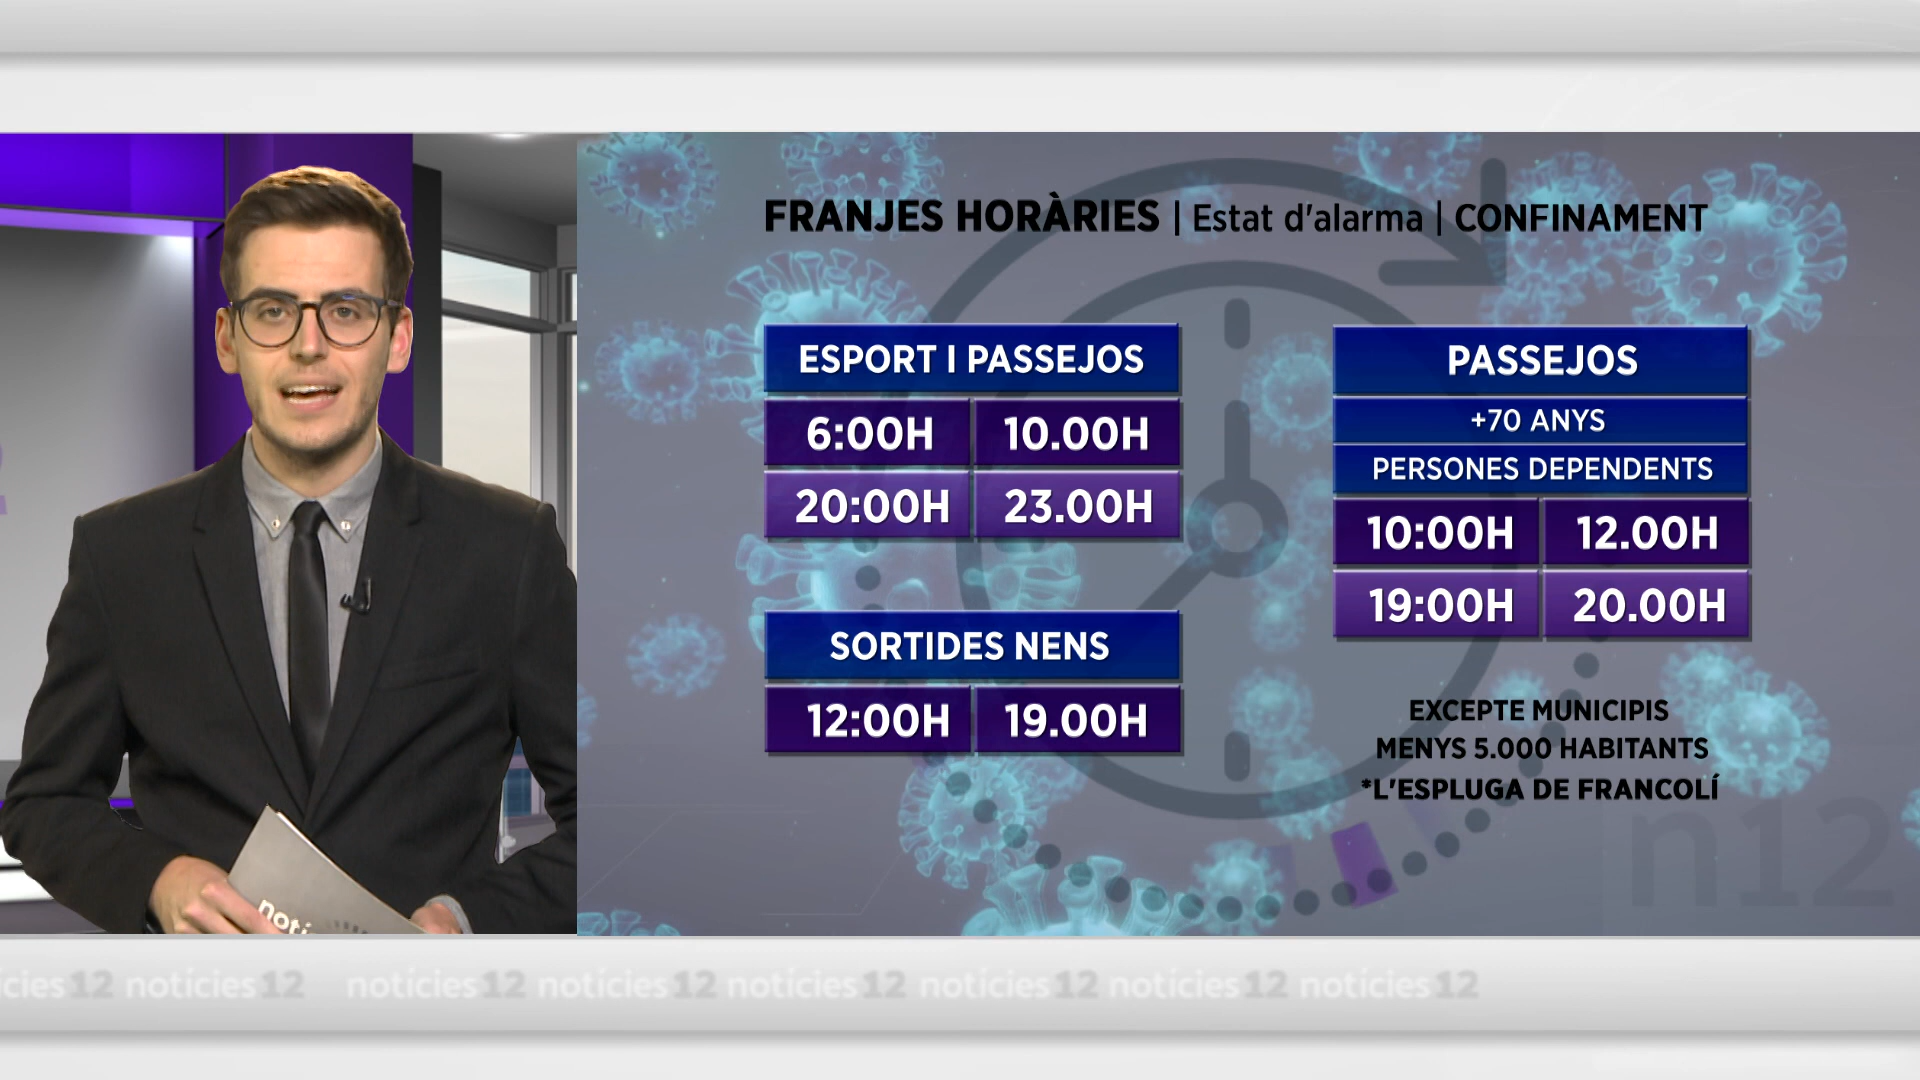 FRANJES HORÀRIES | Estat d'alarma | CONFINAMENT
ESPORT I PASSEJOS
6:00H 10.00H
20:00H 23.00H
SORTIDES NENS
12:00H 19.00H
PASSEJOS
+70 ANYS
PERSONES DEPENDENTS
10:00H 12.00H
19:00H 20.00H
EXCEPTE MUNICIPIS
MENYS 5.000 HABITANTS
*L'ESPLUGA DE FRANCOLÍ
n12
notí
cies12 notícies12 notícies12 notícies12 notícies12 notícies12 notícies12 notícies12